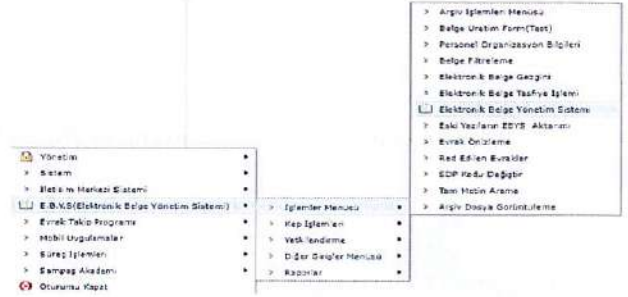 Arşiv İşlemleri Menüsü
Belge Üretim Form(Test)
Personel Organizasyon Bilgileri
Belge Filtreleme
Elektronik Belge Gezgini
Elektronik Belge Tasfiye İşlemi
Elektronik Belge Yönetim Sistemi
Eski Yazıların EBYS Aktarımı
Evrak Önizleme
Red Edilen Evraklar
SDP Kodu Değiştir
Tam Metin Arama
Arşiv Dosya Görüntüleme
Yönetim
Sistem
İletişim Merkezi Sistemi
E.B.Y.S(Elektronik Belge Yönetim Sistemi)
Evrak Takip Programı
Mobil Uygulamalar
Süreç İşlemleri
Sampaş Akademi
Oturumu Kapat
İşlemler Menüsü
Kep İşlemleri
Yetkilendirme
Diğer Girişler Menüsü
Raporlar